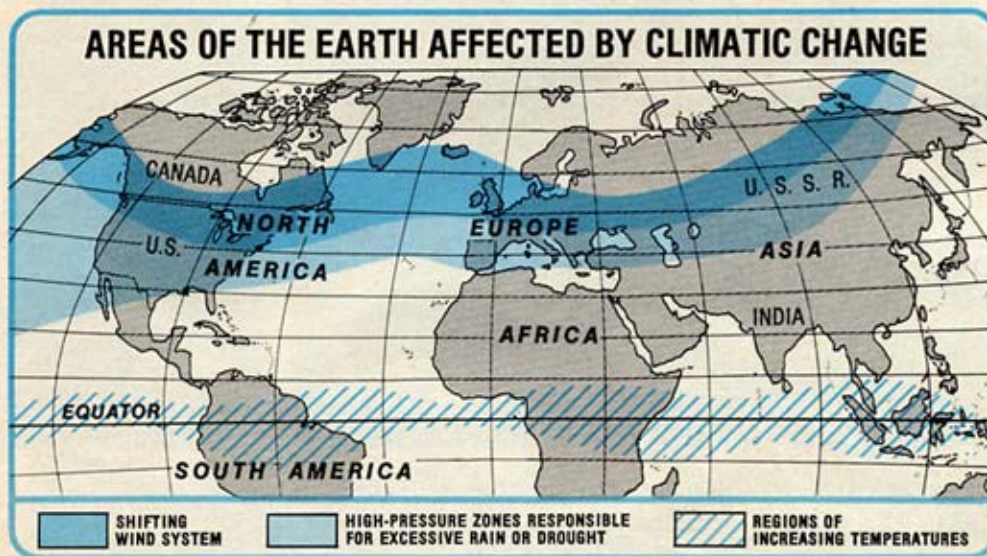 AREAS OF THE EARTH AFFECTED BY CLIMATIC CHANGE
CANADA
U. S. S. R.
NORTH
EUROPE
U.S.
AMERICA
ASIA
INDIA
AFRICA
EQUATOR
SOUTH AMERICA
SHIFTING
WIND SYSTEM
HIGH-PRESSURE ZONES RESPONSIBLE
FOR EXCESSIVE RAIN OR DROUGHT
REGIONS OF
INCREASING TEMPERATURES